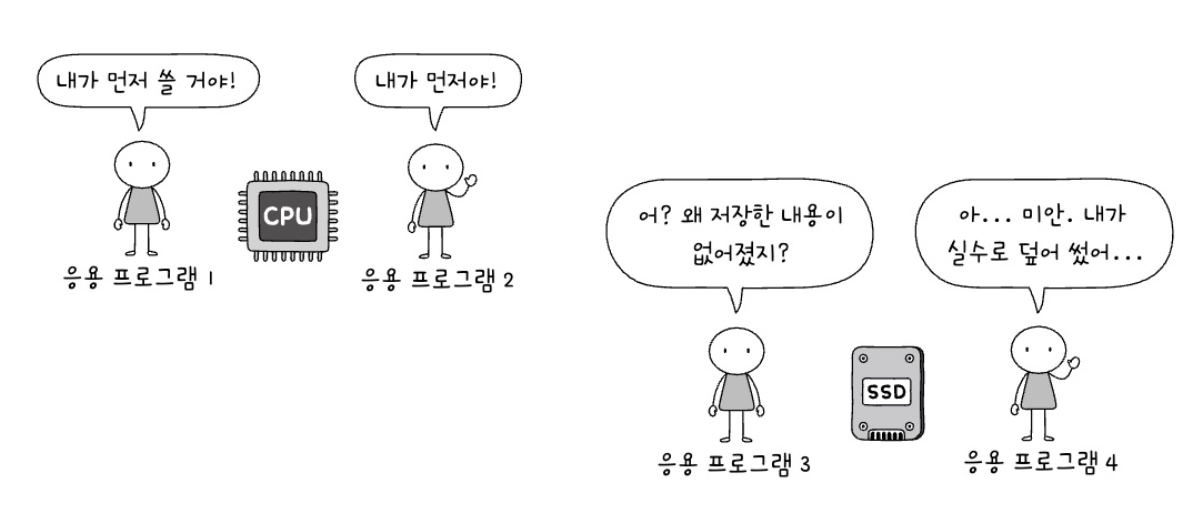 내가 먼저 쓸 거야!
내가 먼저야!
CPU
응용 프로그램 1
응용 프로그램 2
어? 왜 저장한 내용이
없어졌지?
아... 미안. 내가
실수로 덮어 썼어...
SSD
응용 프로그램 3
응용 프로그램 4